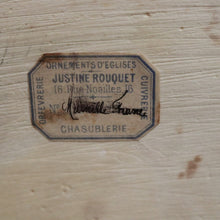 ORNEMENTS D'EGLISES
ORFEVRERIE
JUSTINE ROUQUET
16, Rue Noailles, 16
CUIVRERIE
N°
CHASUBLERIE